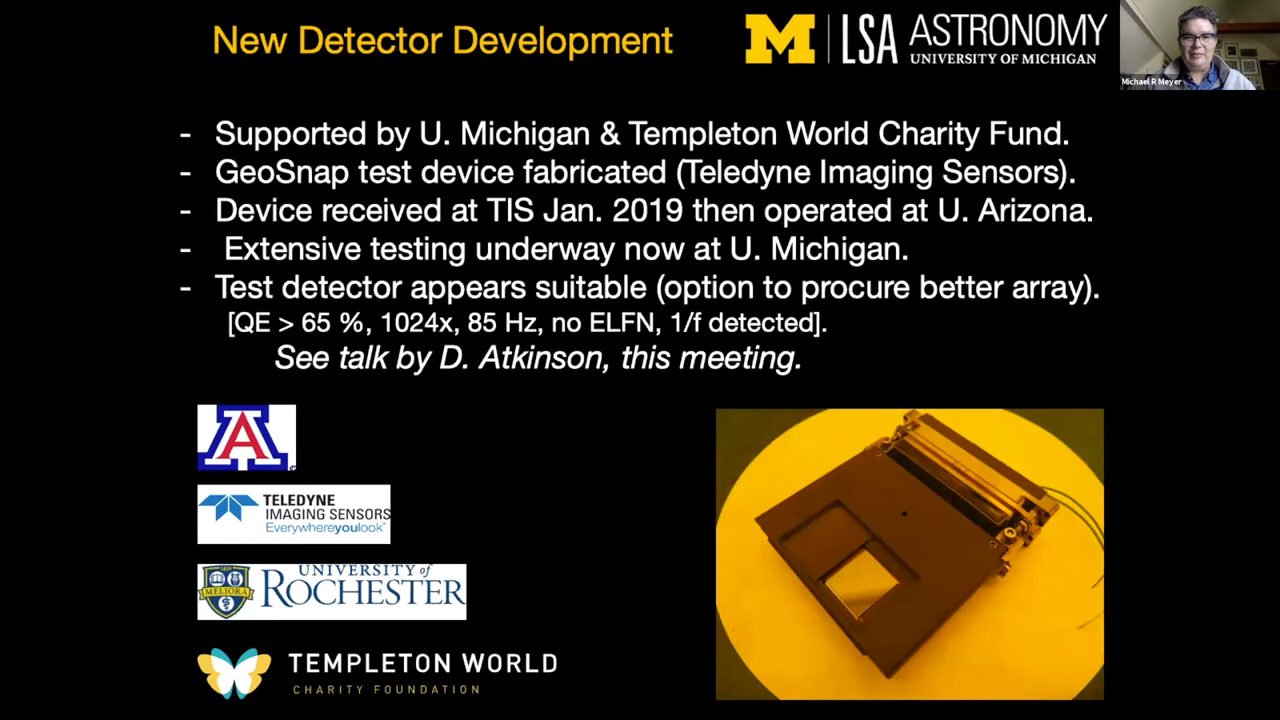 New Detector Development
M LSA ASTRONOMY
UNIVERSITY OF MICHIGAN
Michael R Meyer
- Supported by U. Michigan & Templeton World Charity Fund.
- GeoSnap test device fabricated (Teledyne Imaging Sensors).
- Device received at TIS Jan. 2019 then operated at U. Arizona.
- Extensive testing underway now at U. Michigan.
- Test detector appears suitable (option to procure better array).
[QE > 65 %, 1024x, 85 Hz, no ELFN, 1/f detected].
See talk by D. Atkinson, this meeting.
A
TELEDYNE
IMAGING SENSORS
Everywhereyoulook™
UNIVERSITY of
ROCHESTER
MELIORA
TEMPLETON WORLD
CHARITY FOUNDATION